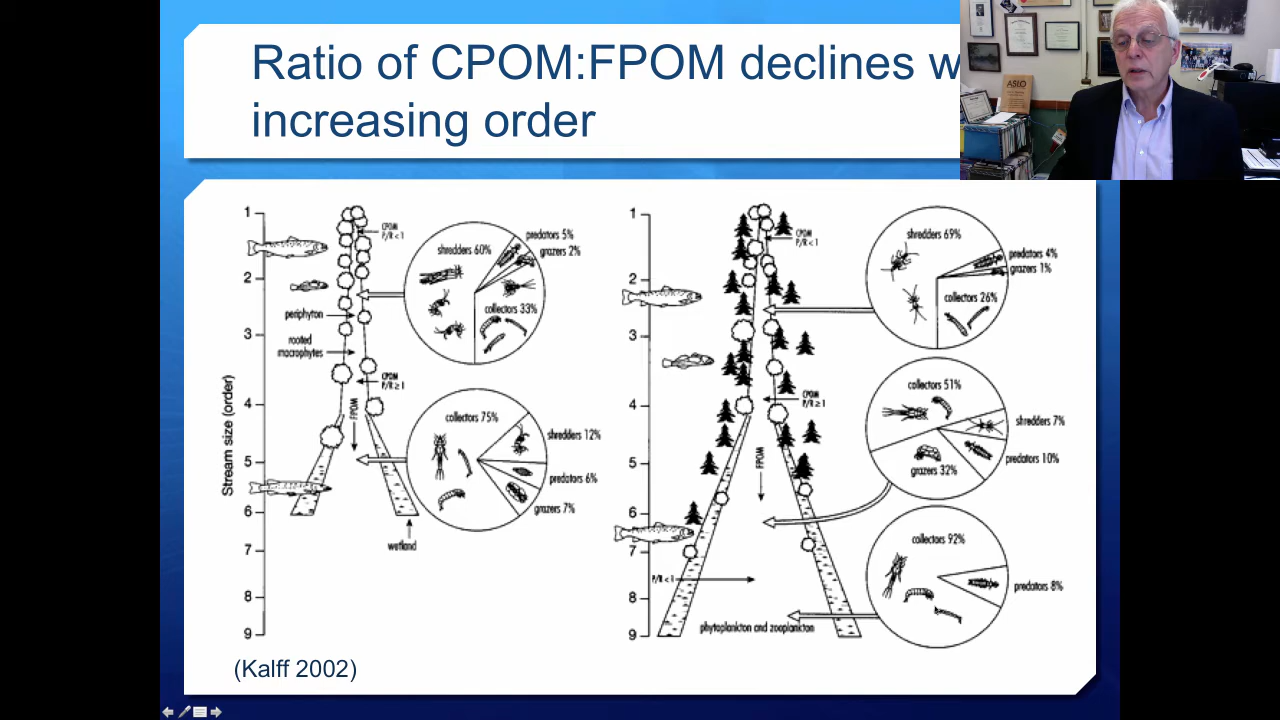 Ratio of CPOM:FPOM declines w
increasing order
ASLO
Stream size (order)
1
2
3
4
5
6
7
8
9
CPOM
P/R < 1
periphyton
rooted
macrophytes
CPOM
P/R ≥ 1
FPOM
wetland
shredders 60%
predators 5%
grazers 2%
collectors 33%
collectors 75%
shredders 12%
predators 6%
grazers 7%
1
2
3
4
5
6
7
8
9
CPOM
P/R < 1
CPOM
P/R ≥ 1
FPOM
P/R < 1
phytoplankton and zooplankton
shredders 69%
predators 4%
grazers 1%
collectors 26%
collectors 51%
shredders 7%
predators 10%
grazers 32%
collectors 92%
predators 8%
(Kalff 2002)